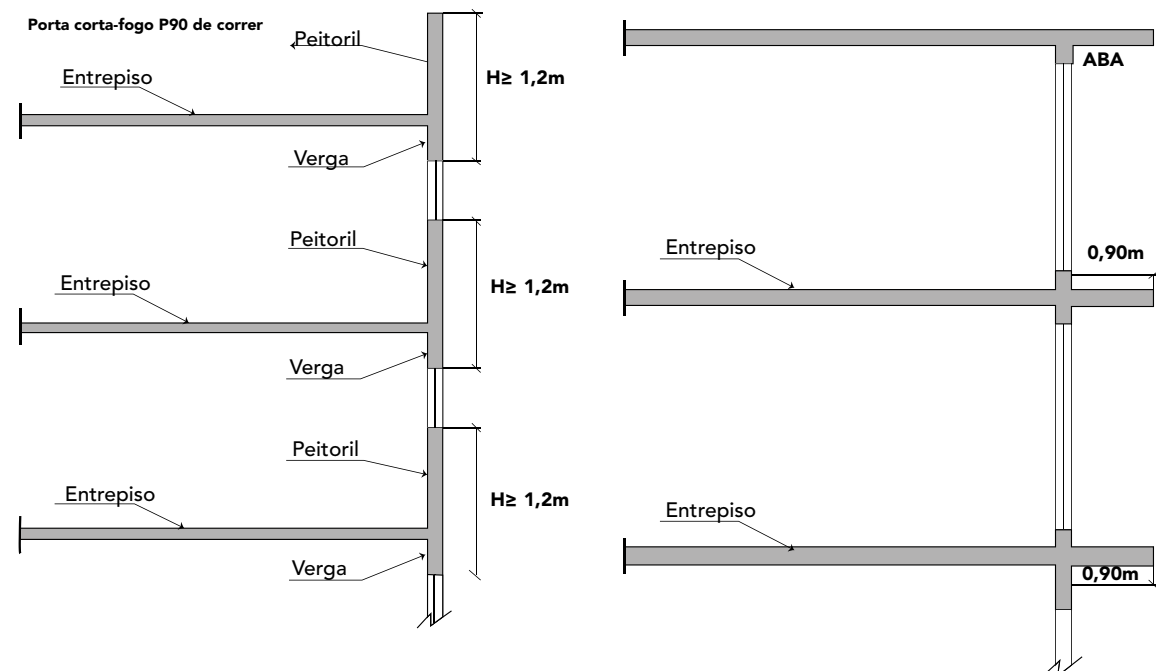 Porta corta-fogo P90 de correr
Peitoril
H≥ 1,2m
Entrepiso
Verga
Peitoril
Entrepiso
H≥ 1,2m
Verga
Peitoril
Entrepiso
H≥ 1,2m
Verga
ABA
Entrepiso
0,90m
Entrepiso
0,90m